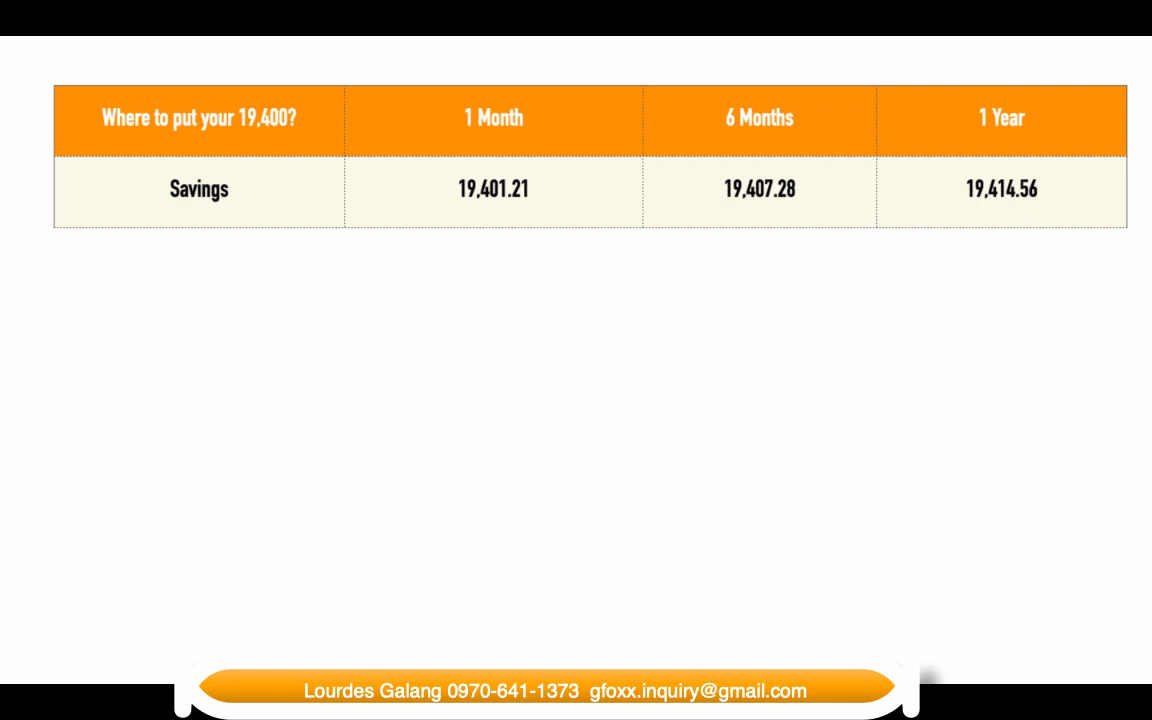 Where to put your 19,400? 1 Month 6 Months 1 Year
Savings 19,401.21 19,407.28 19,414.56
Lourdes Galang 0970-641-1373 gfoxx.inquiry@gmail.com